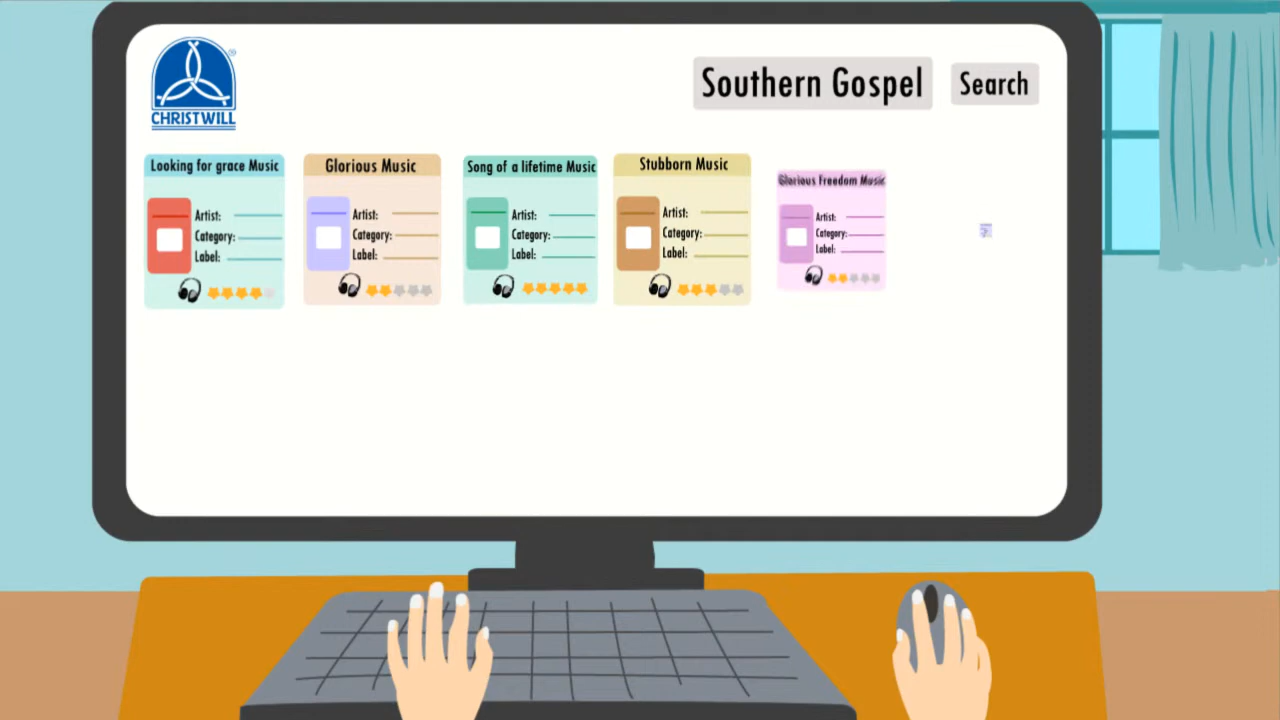 CHRISTWILL
®
Southern Gospel
Search
Looking for grace Music
Artist:
Category:
Label:
Glorious Music
Artist:
Category:
Label:
Song of a lifetime Music
Artist:
Category:
Label:
Stubborn Music
Artist:
Category:
Label:
Glorious Freedom Music
Artist:
Category:
Label: